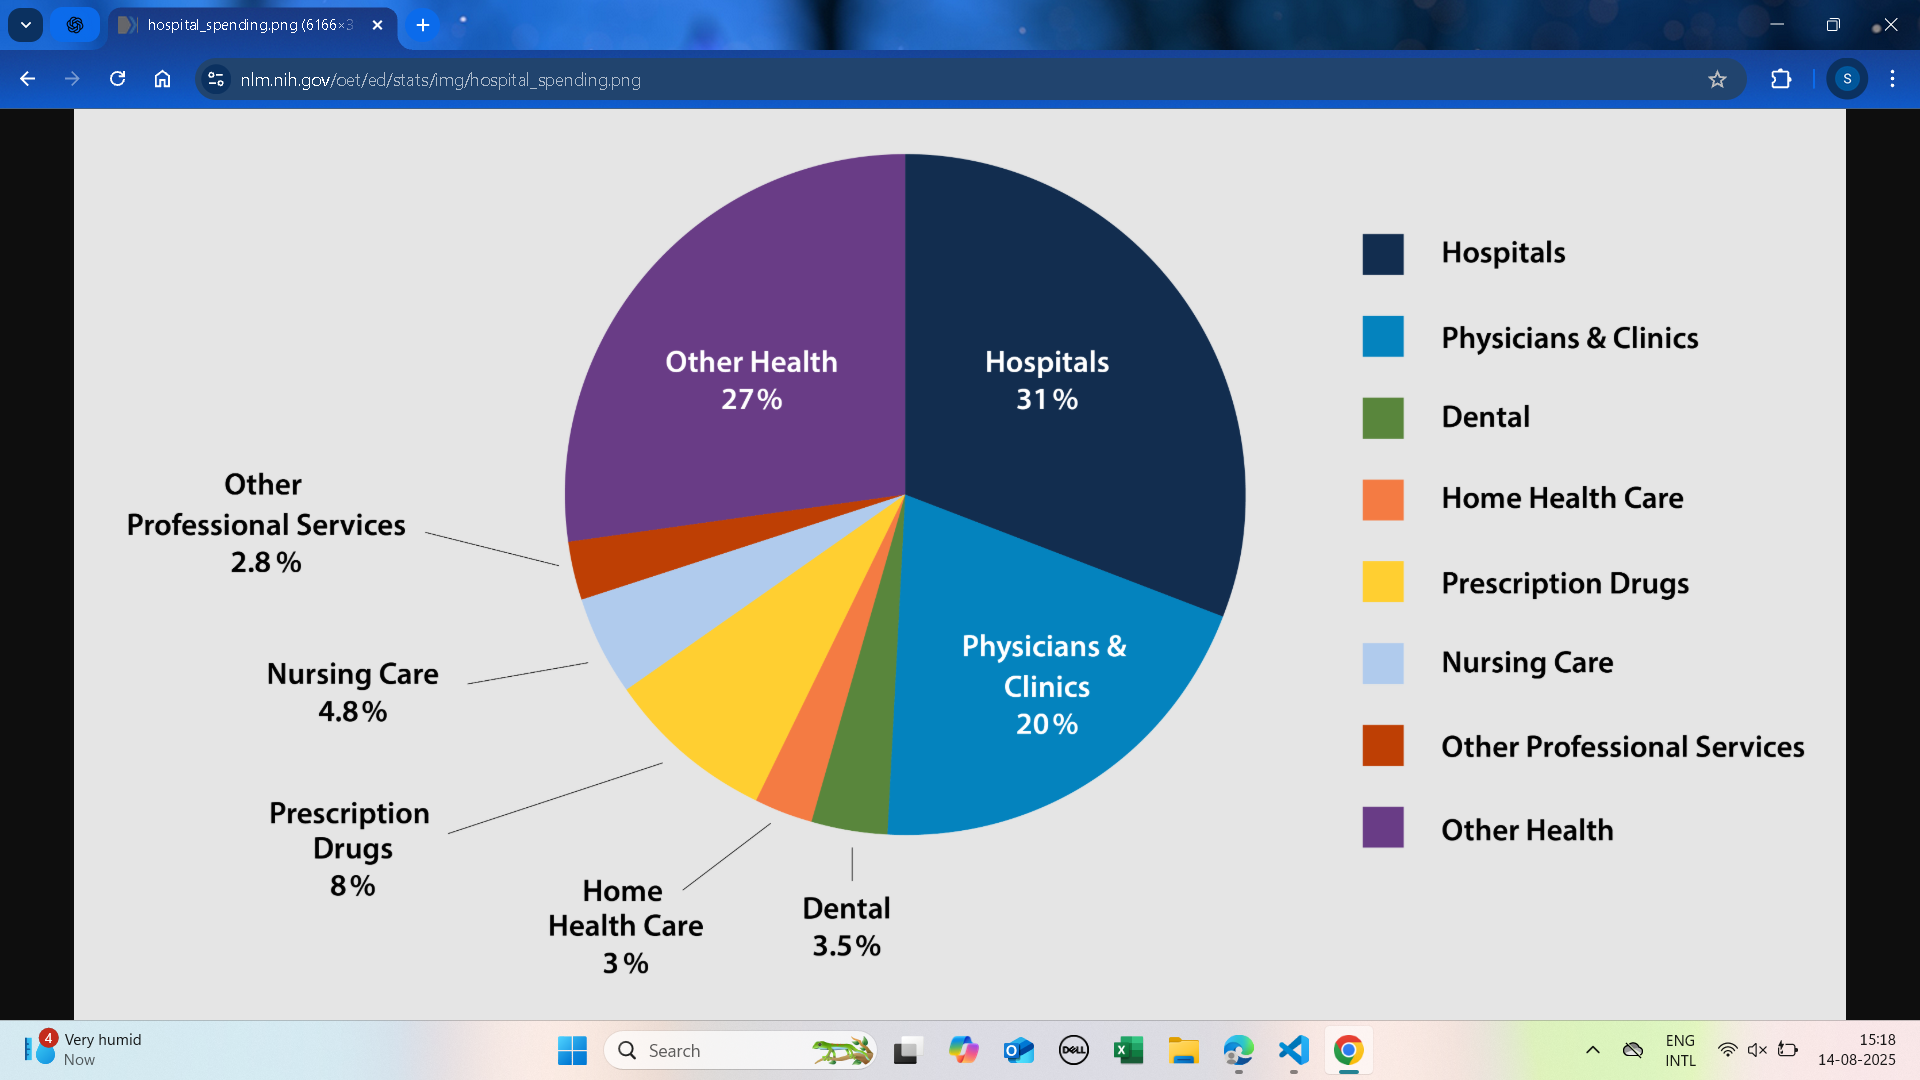 hospital_spending.png (6166×3
nlm.nih.gov/oet/ed/stats/img/hospital_spending.png
S
Other Health
27%
Hospitals
31%
Physicians &
Clinics
20%
Other
Professional Services
2.8%
Nursing Care
4.8%
Prescription
Drugs
8%
Home
Health Care
3%
Dental
3.5%
Hospitals
Physicians & Clinics
Dental
Home Health Care
Prescription Drugs
Nursing Care
Other Professional Services
Other Health
4
Very humid
Now
Search
DELL
ENG
INTL
15:18
14-08-2025